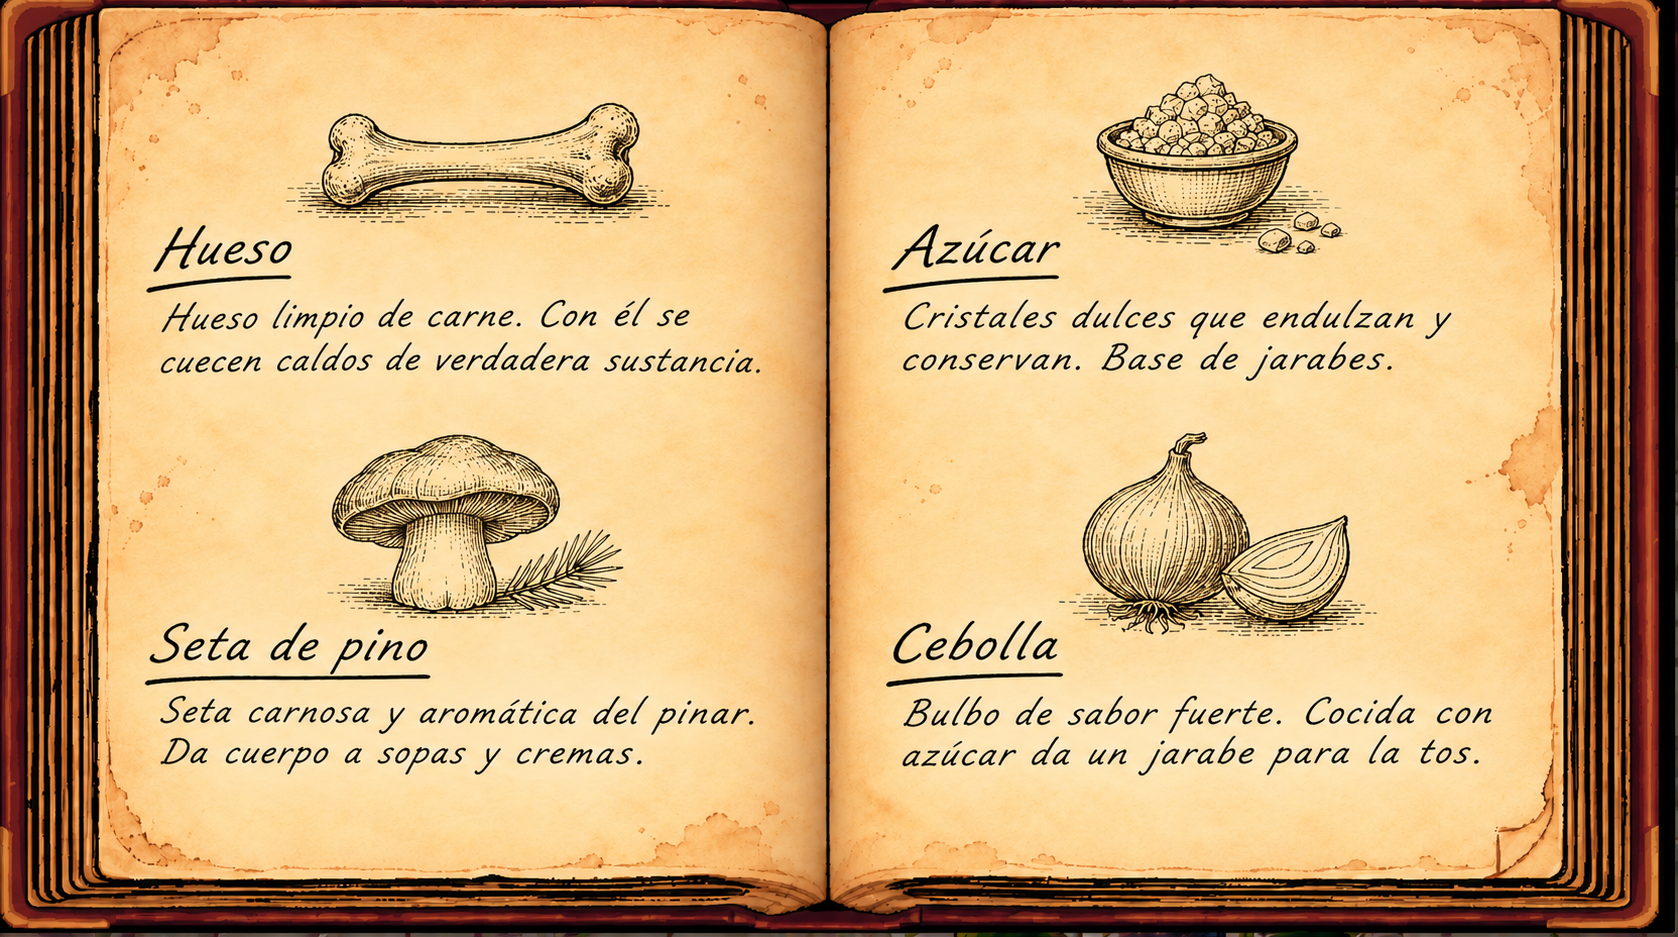 Hueso
Hueso limpio de carne. Con él se
cuecen caldos de verdadera sustancia.
Seta de pino
Seta carnosa y aromática del pinar.
Da cuerpo a sopas y cremas.
Azúcar
Cristales dulces que endulzan y
conservan. Base de jarabes.
Cebolla
Bulbo de sabor fuerte. Cocida con
azúcar da un jarabe para la tos.